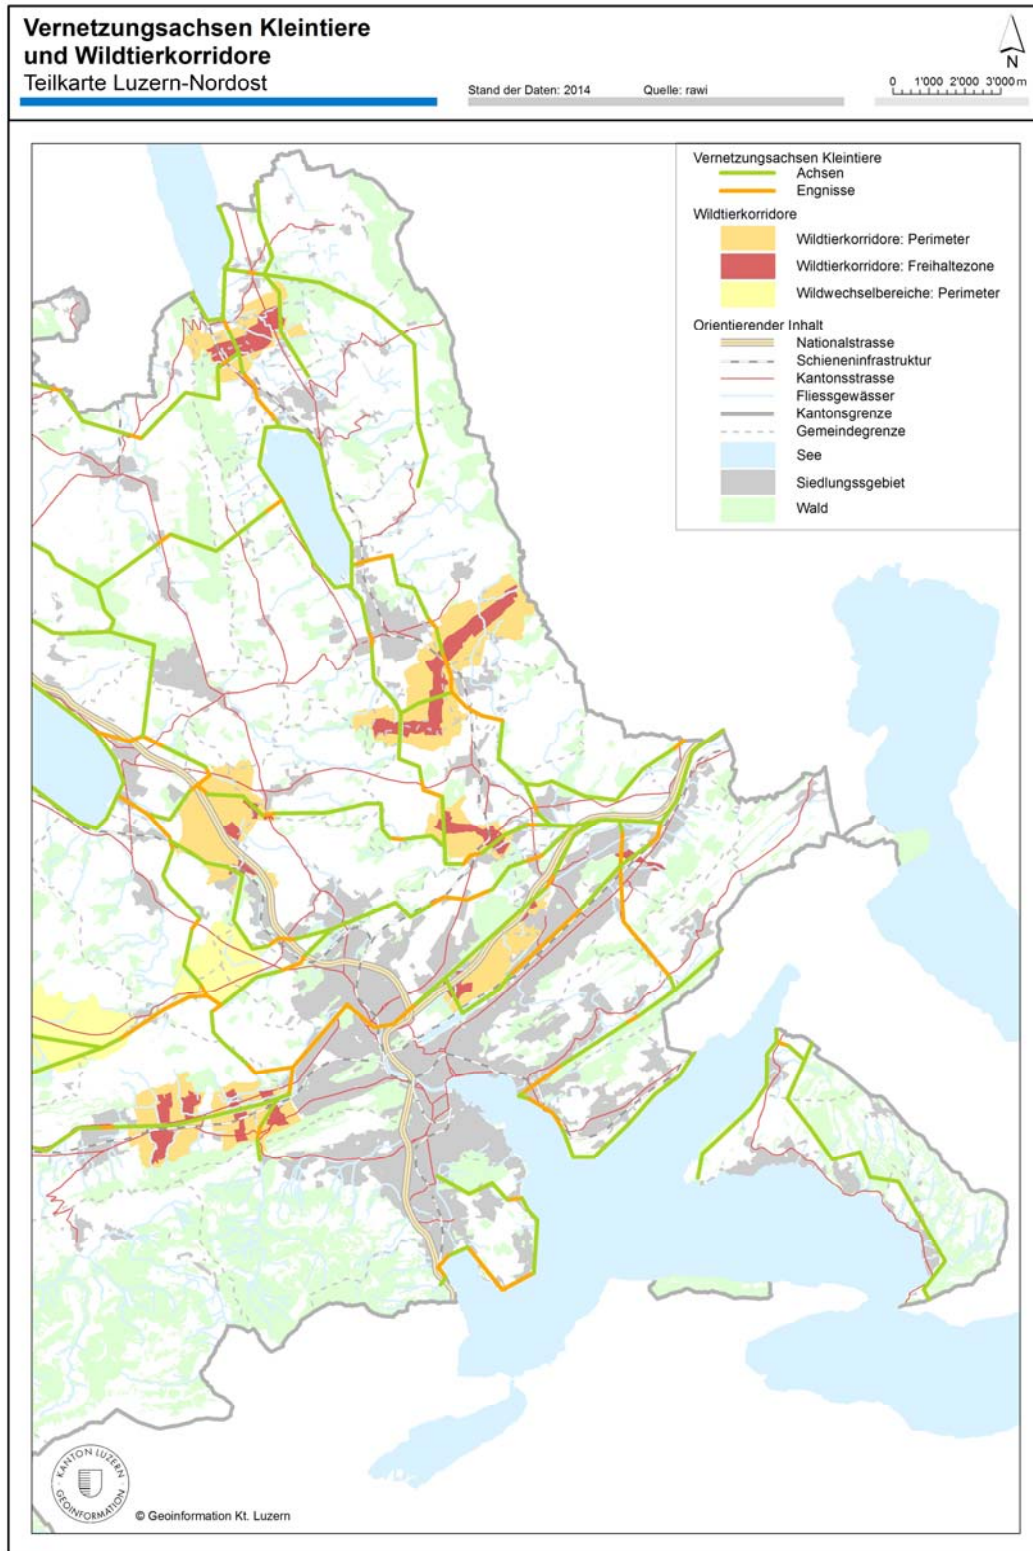 Vernetzungsachsen Kleintiere
und Wildtierkorridore
Teilkarte Luzern-Nordost
Stand der Daten: 2014 Quelle: rawi
N
0 1'000 2'000 3'000 m
Vernetzungsachsen Kleintiere
Achsen
Engnisse
Wildtierkorridore
Wildtierkorridore: Perimeter
Wildtierkorridore: Freihaltezone
Wildwechselbereiche: Perimeter
Orientierender Inhalt
Nationalstrasse
Schieneninfrastruktur
Kantonsstrasse
Fliessgewässer
Kantonsgrenze
Gemeindegrenze
See
Siedlungssgebiet
Wald
KANTON LUZERN
GEOINFORMATION
© Geoinformation Kt. Luzern